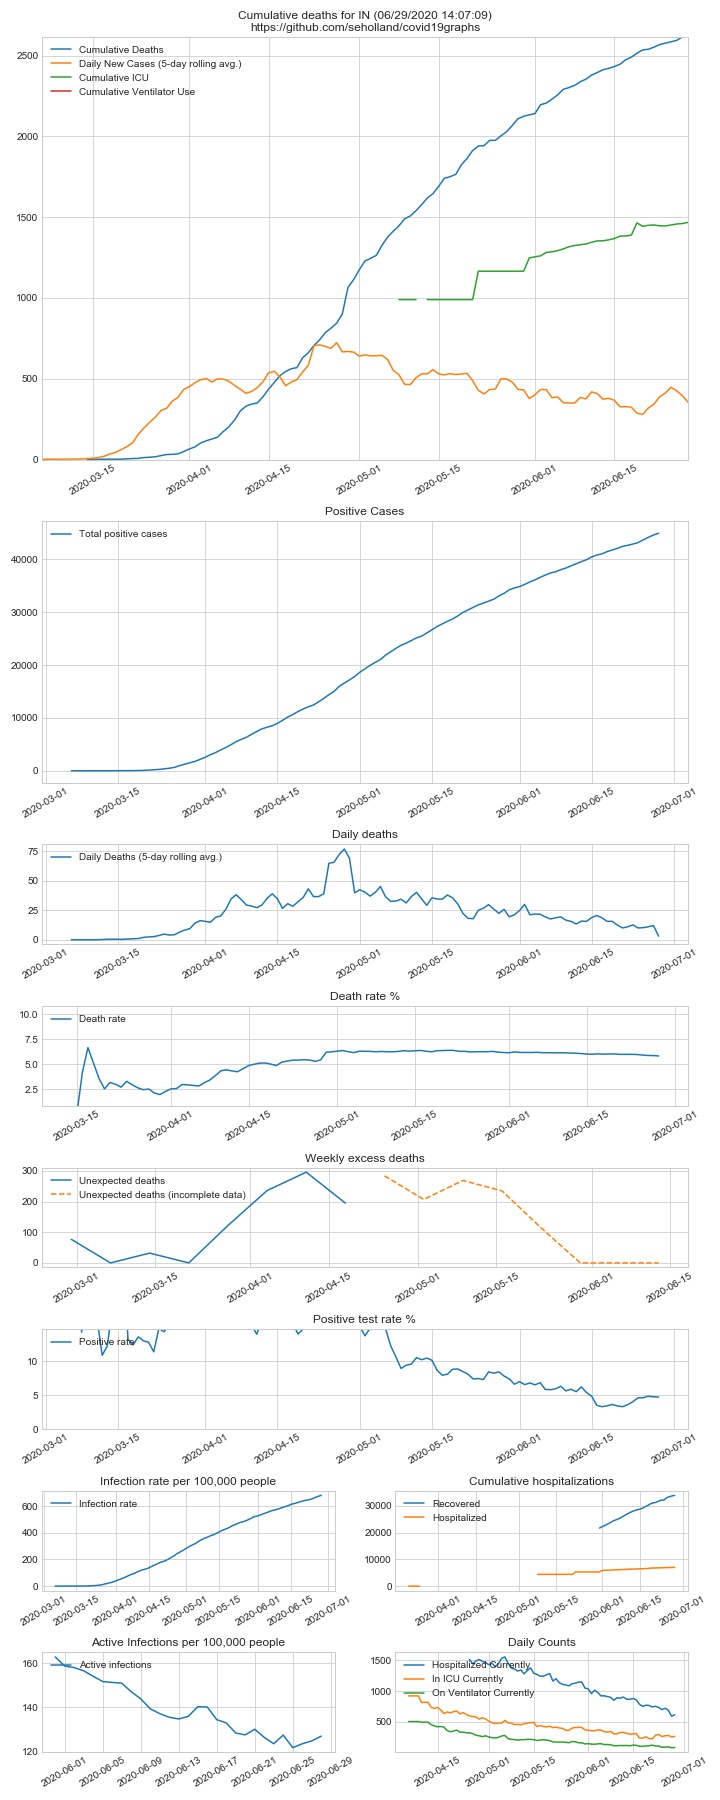 Cumulative deaths for IN (06/29/2020 14:07:09)
https://github.com/seholland/covid19graphs
Cumulative Deaths
Daily New Cases (5-day rolling avg.)
Cumulative ICU
Cumulative Ventilator Use
2500
2000
1500
1000
500
0
2020-03-15 2020-04-01 2020-04-15 2020-05-01 2020-05-15 2020-06-01 2020-06-15
Positive Cases
Total positive cases
40000
30000
20000
10000
0
2020-03-01 2020-03-15 2020-04-01 2020-04-15 2020-05-01 2020-05-15 2020-06-01 2020-06-15 2020-07-01
Daily deaths
Daily Deaths (5-day rolling avg.)
75
50
25
0
2020-03-01 2020-03-15 2020-04-01 2020-04-15 2020-05-01 2020-05-15 2020-06-01 2020-06-15 2020-07-01
Death rate %
Death rate
10.0
7.5
5.0
2.5
2020-03-15 2020-04-01 2020-04-15 2020-05-01 2020-05-15 2020-06-01 2020-06-15 2020-07-01
Weekly excess deaths
Unexpected deaths
Unexpected deaths (incomplete data)
300
200
100
0
2020-03-01 2020-03-15 2020-04-01 2020-04-15 2020-05-01 2020-05-15 2020-06-01 2020-06-15
Positive test rate %
Positive rate
10
5
0
2020-03-01 2020-03-15 2020-04-01 2020-04-15 2020-05-01 2020-05-15 2020-06-01 2020-06-15 2020-07-01
Infection rate per 100,000 people
Infection rate
600
400
200
0
2020-03-01 2020-03-15 2020-04-01 2020-04-15 2020-05-01 2020-05-15 2020-06-01 2020-06-15 2020-07-01
Cumulative hospitalizations
Recovered
Hospitalized
30000
20000
10000
0
2020-04-01 2020-04-15 2020-05-01 2020-05-15 2020-06-01 2020-06-15 2020-07-01
Active Infections per 100,000 people
Active infections
160
140
120
2020-06-01 2020-06-05 2020-06-09 2020-06-13 2020-06-17 2020-06-21 2020-06-25 2020-06-29
Daily Counts
Hospitalized Currently
In ICU Currently
On Ventilator Currently
1500
1000
500
2020-04-15 2020-05-01 2020-05-15 2020-06-01 2020-06-15 2020-07-01